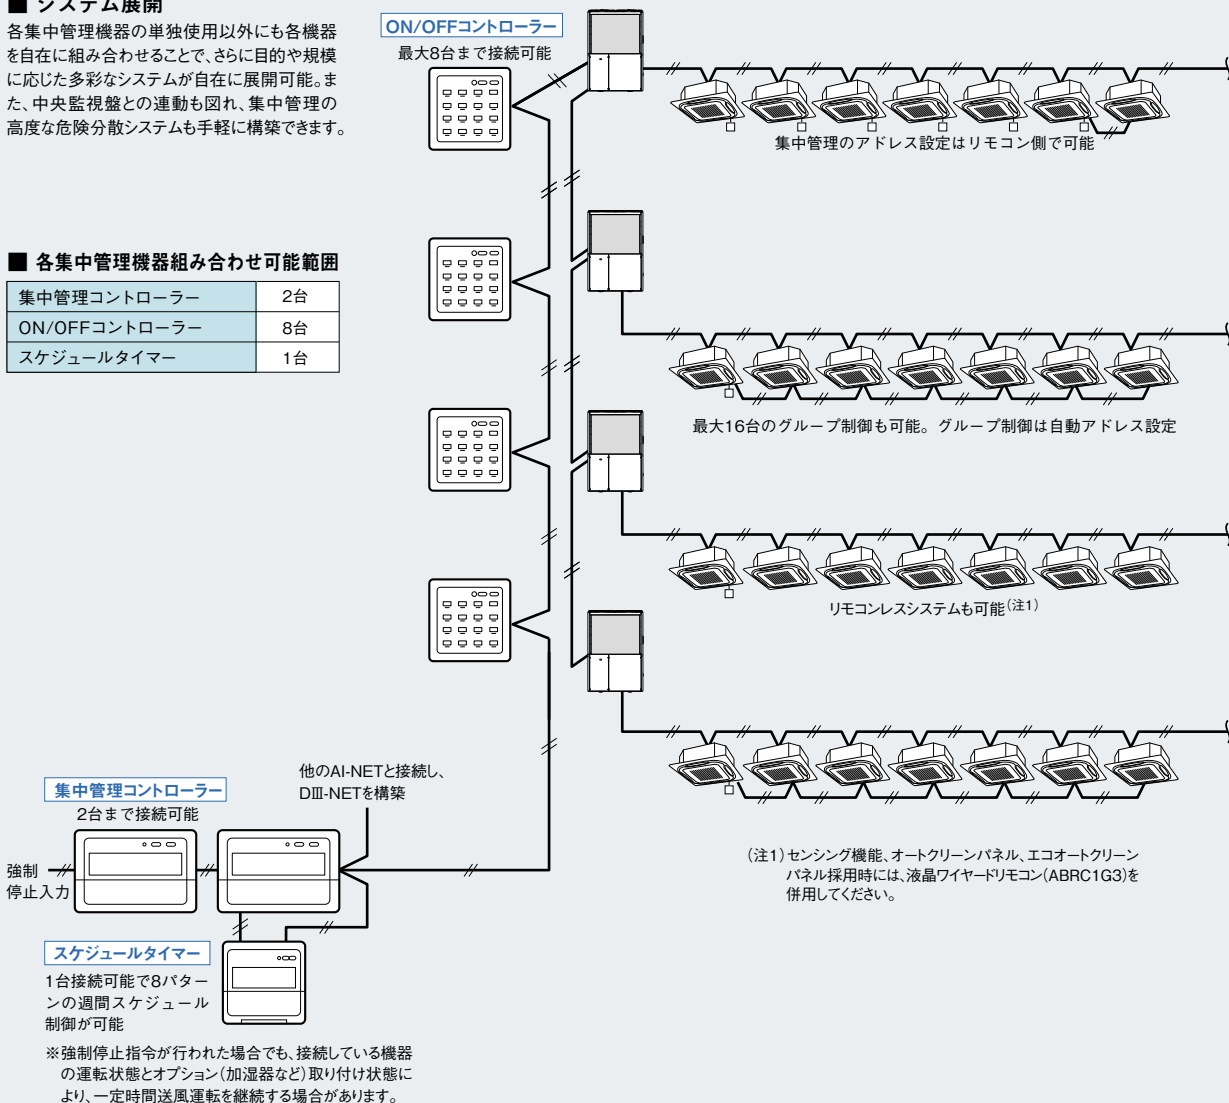 ■ システム展開
各集中管理機器の単独使用以外にも各機器
を自在に組み合わせることで、さらに目的や規模
に応じた多彩なシステムが自在に展開可能。ま
た、中央監視盤との連動も図れ、集中管理の
高度な危険分散システムも手軽に構築できます。
■ 各集中管理機器組み合わせ可能範囲
集中管理コントローラー 2台
ON/OFFコントローラー 8台
スケジュールタイマー 1台
ON/OFFコントローラー
最大8台まで接続可能
集中管理のアドレス設定はリモコン側で可能
最大16台のグループ制御も可能。グループ制御は自動アドレス設定
リモコンレスシステムも可能(注1)
他のAI-NETと接続し、
DⅢ-NETを構築
集中管理コントローラー
2台まで接続可能
強制
停止入力
スケジュールタイマー
1台接続可能で8パター
ンの週間スケジュール
制御が可能
※強制停止指令が行われた場合でも、接続している機器
の運転状態とオプション(加湿器など)取り付け状態に
より、一定時間送風運転を継続する場合があります。
(注1)センシング機能、オートクリーンパネル、エコオートクリーン
パネル採用時には、液晶ワイヤードリモコン(ABRC1G3)を
併用してください。